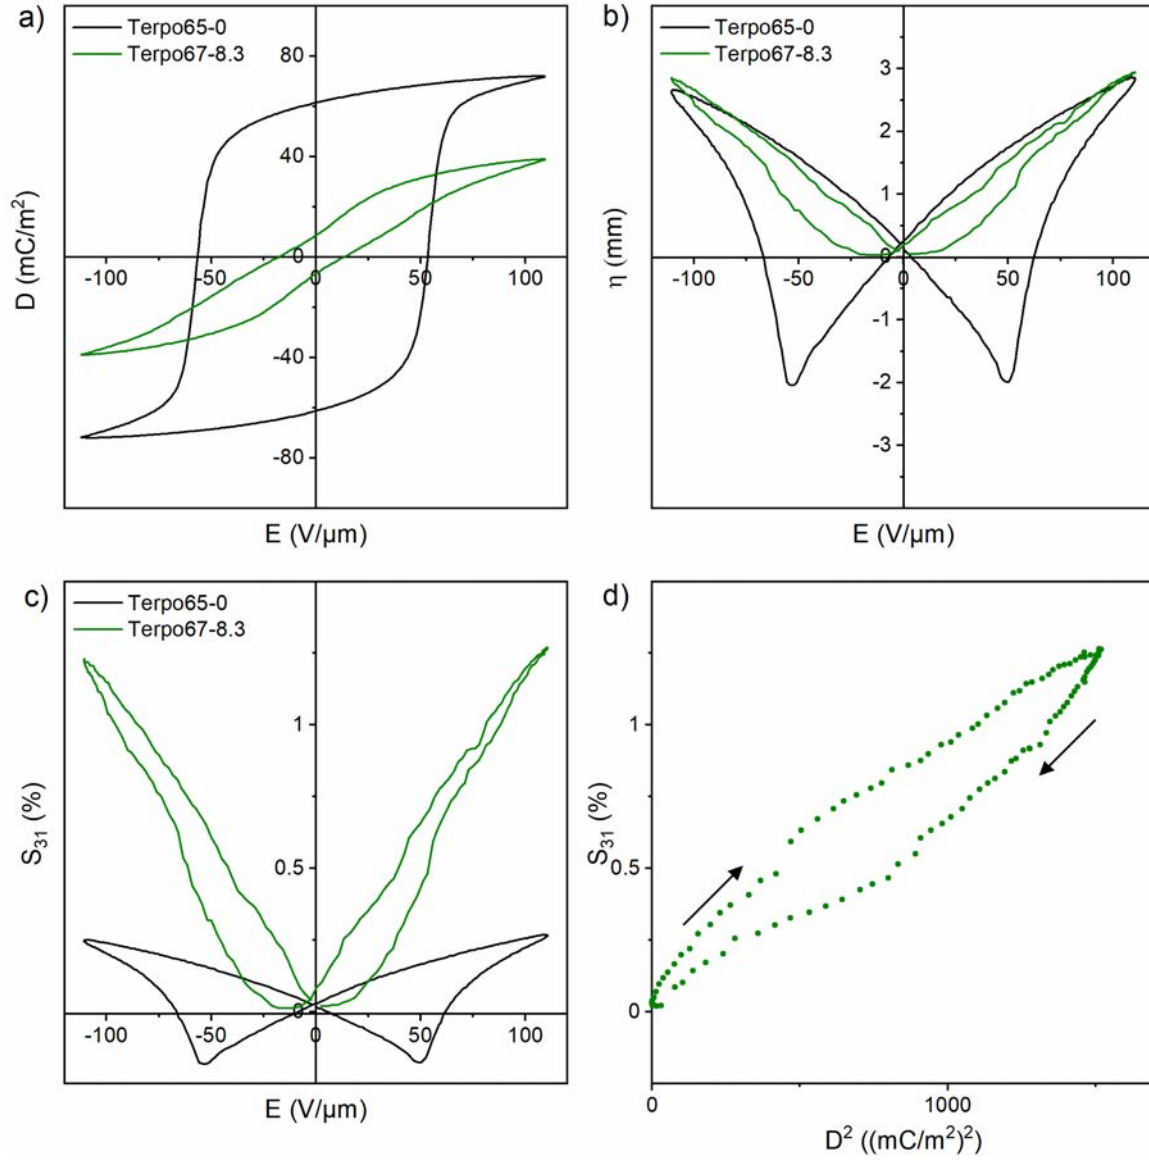 a)
Terpo65-0
Terpo67-8.3
D (mC/m²)
80
40
0
-40
-80
-100
-50
0
50
100
E (V/µm)
b)
Terpo65-0
Terpo67-8.3
η (mm)
3
2
1
0
-1
-2
-3
-100
-50
0
50
100
E (V/µm)
c)
Terpo65-0
Terpo67-8.3
S₃₁ (%)
1
0.5
0
-100
-50
0
50
100
E (V/µm)
d)
S₃₁ (%)
1
0.5
0
0
1000
D² ((mC/m²)²)